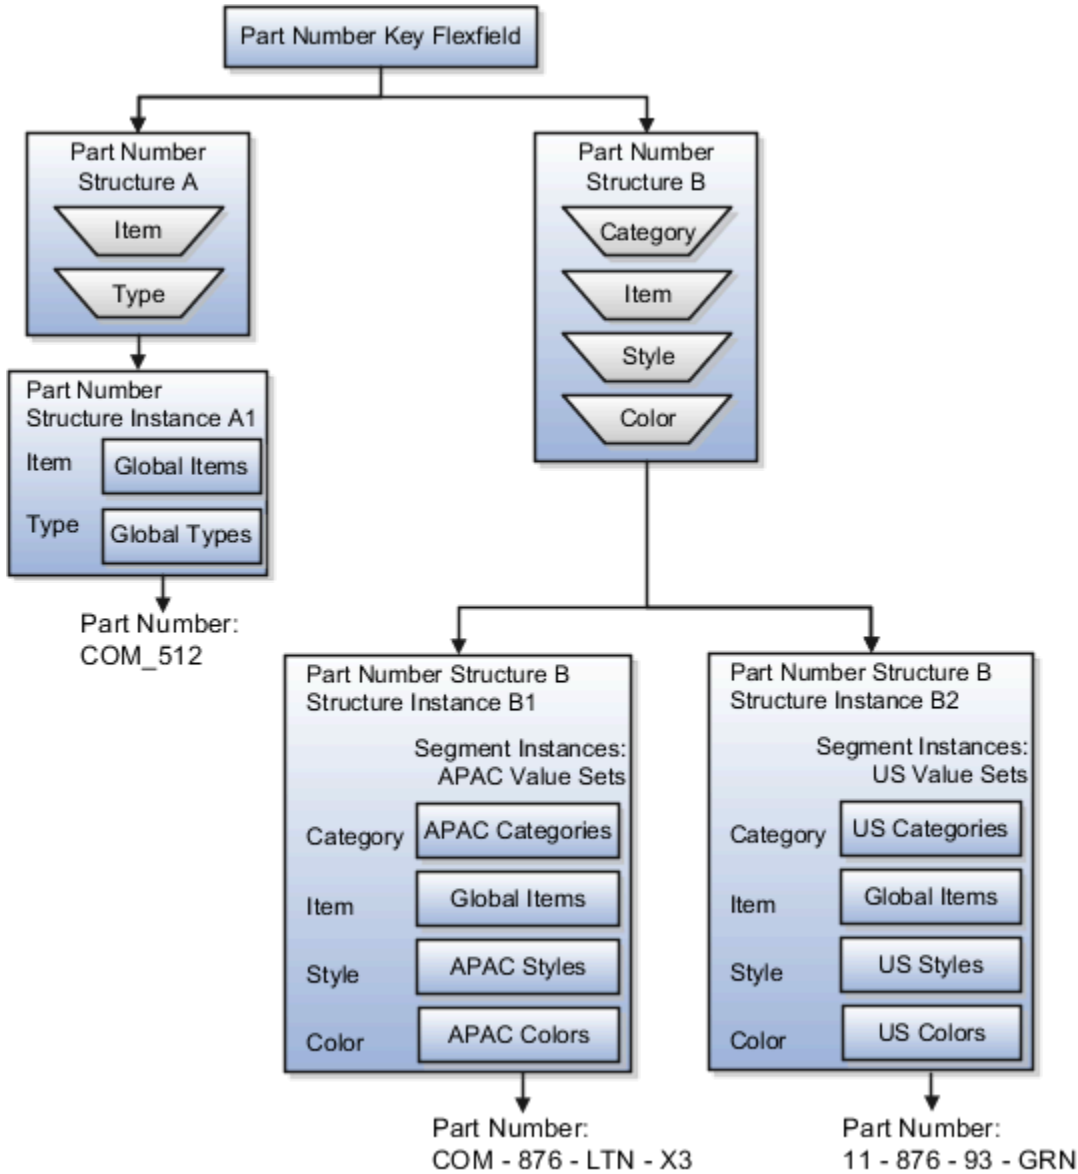 Part Number Key Flexfield
Part Number
Structure A
Item
Type
Part Number
Structure B
Category
Item
Style
Color
Part Number
Structure Instance A1
Item
Global Items
Type
Global Types
Part Number:
COM_512
Part Number Structure B
Structure Instance B1
Segment Instances:
APAC Value Sets
Category
APAC Categories
Item
Global Items
Style
APAC Styles
Color
APAC Colors
Part Number:
COM - 876 - LTN - X3
Part Number Structure B
Structure Instance B2
Segment Instances:
US Value Sets
Category
US Categories
Item
Global Items
Style
US Styles
Color
US Colors
Part Number:
11 - 876 - 93 - GRN